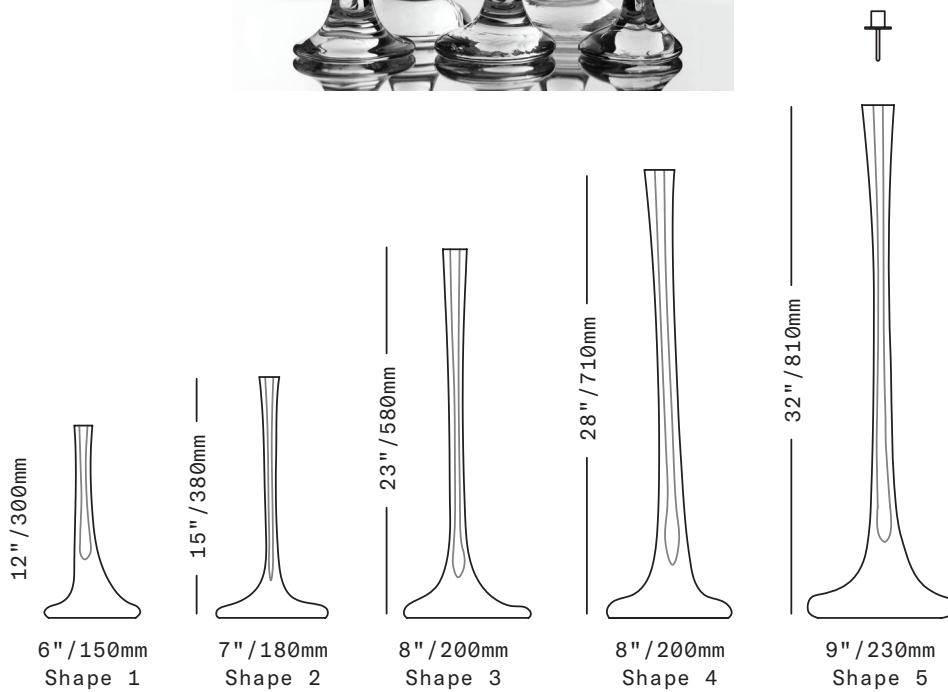 12"/300mm
15"/380mm
23"/580mm
28"/710mm
32"/810mm
6"/150mm
Shape 1
7"/180mm
Shape 2
8"/200mm
Shape 3
8"/200mm
Shape 4
9"/230mm
Shape 5